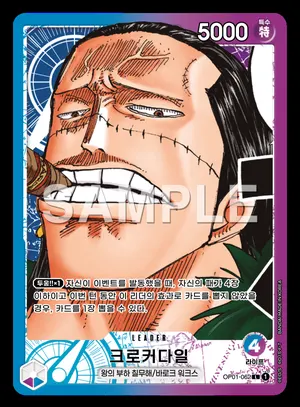 5000
특수
特
SAMPLE
두웅!!×1 자신이 이벤트를 발동했을 때, 자신의 패가 4장
이하이고 이번 턴 동안 이 리더의 효과로 카드를 뽑지 않았을
경우, 카드를 1장 뽑을 수 있다.
LEADER
크로커다일
왕의 부하 칠무해/바로크 워크스
4
라이프
OP01-062 L 1